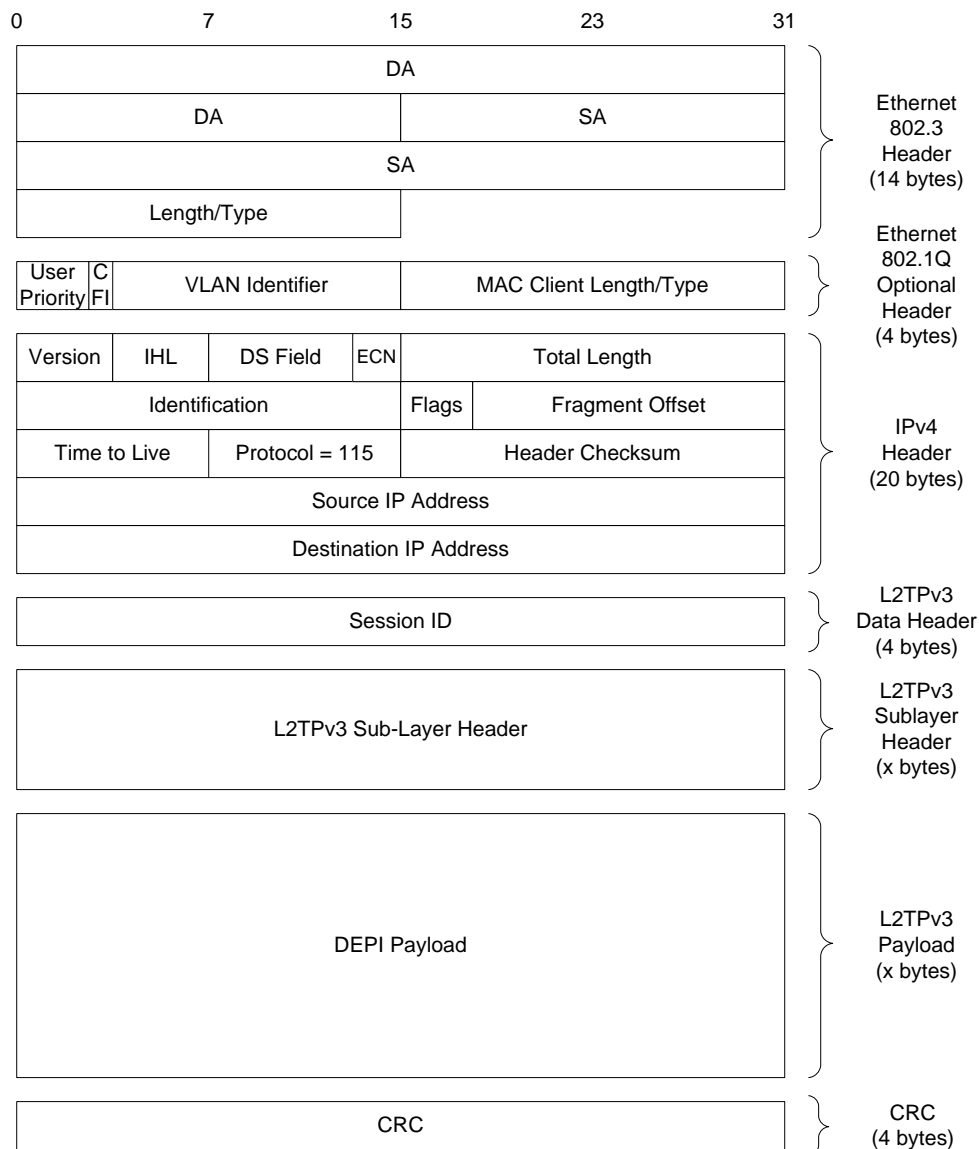 0 7 15 23 31
DA
DA SA
SA
Length/Type
Ethernet
802.3
Header
(14 bytes)
User
Priority
C
FI
VLAN Identifier
MAC Client Length/Type
Ethernet
802.1Q
Optional
Header
(4 bytes)
Version IHL DS Field ECN Total Length
Identification Flags Fragment Offset
Time to Live Protocol = 115 Header Checksum
Source IP Address
Destination IP Address
IPv4
Header
(20 bytes)
Session ID
L2TPv3
Data Header
(4 bytes)
L2TPv3 Sub-Layer Header
L2TPv3
Sublayer
Header
(x bytes)
DEPI Payload
L2TPv3
Payload
(x bytes)
CRC
CRC
(4 bytes)